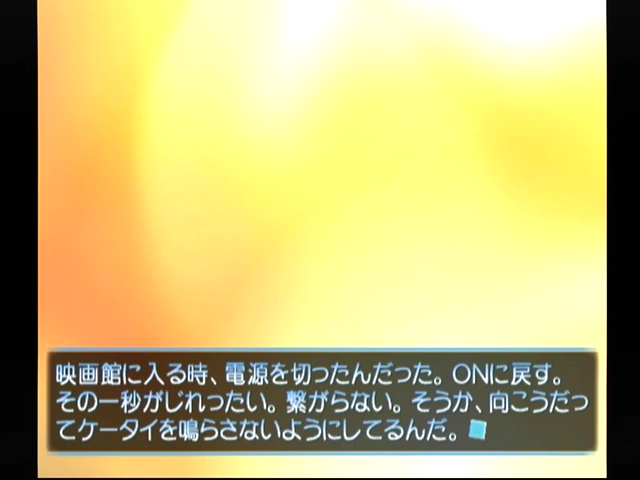 映画館に入る時、電源を切ったんだった。ONに戻す。
その一秒がじれったい。繋がらない。そうか、向こうだっ
てケータイを鳴らさないようにしてるんだ。